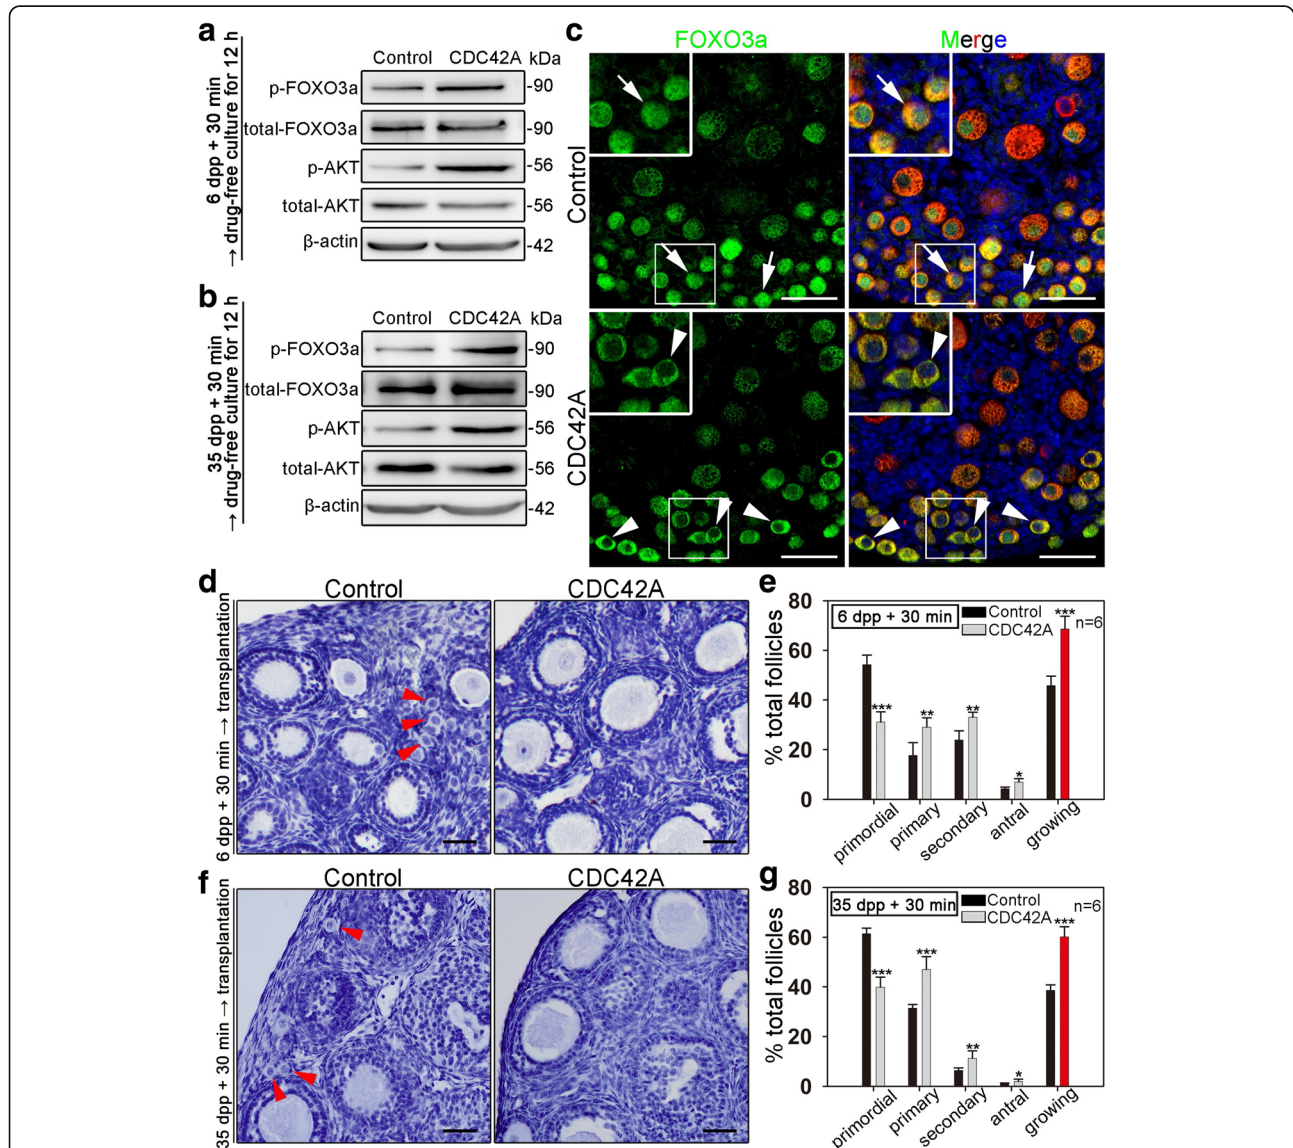 a
6 dpp + 30 min
→ drug-free culture for 12 h
Control CDC42A kDa
p-FOXO3a -90
total-FOXO3a -90
p-AKT -56
total-AKT -56
β-actin -42
b
35 dpp + 30 min
→ drug-free culture for 12 h
Control CDC42A kDa
p-FOXO3a -90
total-FOXO3a -90
p-AKT -56
total-AKT -56
β-actin -42
c
FOXO3a Merge
Control
CDC42A
d
Control CDC42A
6 dpp + 30 min → transplantation
e
6 dpp + 30 min
Control
CDC42A
n=6
% total follicles
80
60
40
20
0
***
**
**
*
***
primordial
primary
secondary
antral
growing
f
Control CDC42A
35 dpp + 30 min → transplantation
g
35 dpp + 30 min
Control
CDC42A
n=6
% total follicles
80
60
40
20
0
***
***
**
*
***
primordial
primary
secondary
antral
growing